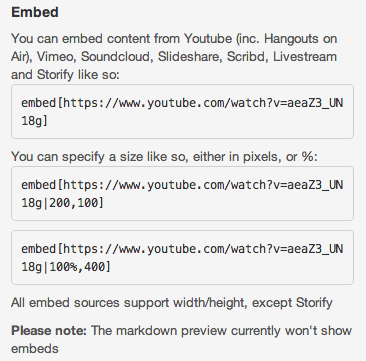 Embed
You can embed content from Youtube (inc. Hangouts on
Air), Vimeo, Soundcloud, Slideshare, Scribd, Livestream
and Storify like so:
embed[https://www.youtube.com/watch?v=aeaZ3_UN
18g]
You can specify a size like so, either in pixels, or %:
embed[https://www.youtube.com/watch?v=aeaZ3_UN
18g|200,100]
embed[https://www.youtube.com/watch?v=aeaZ3_UN
18g|100%,400]
All embed sources support width/height, except Storify
Please note: The markdown preview currently won't show
embeds